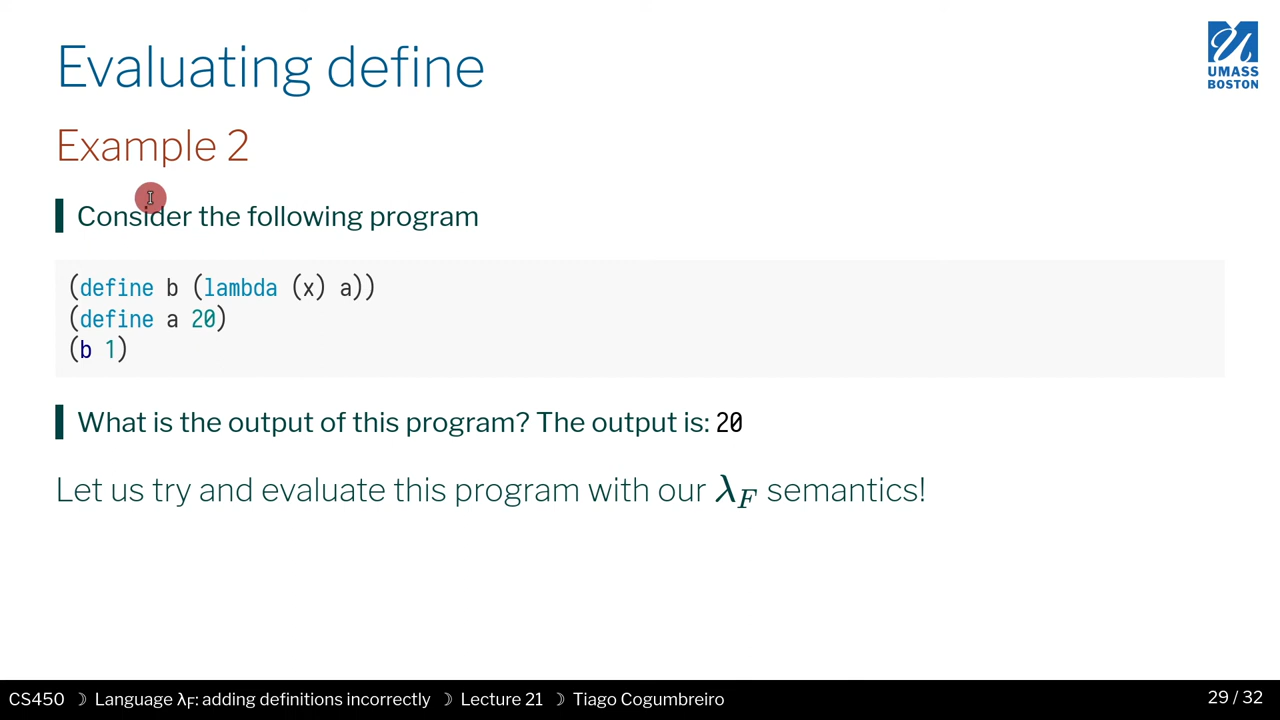 Evaluating define
UMASS
BOSTON
Example 2
Consider the following program
(define b (lambda (x) a))
(define a 20)
(b 1)
What is the output of this program? The output is: 20
Let us try and evaluate this program with our λF semantics!
CS450 ☽ Language λF: adding definitions incorrectly ☽ Lecture 21 ☽ Tiago Cogumbreiro
29 / 32